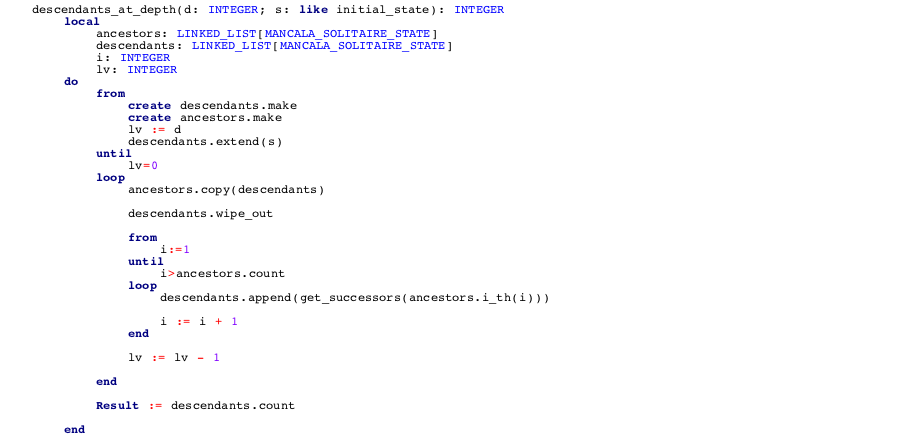 descendants_at_depth(d: INTEGER; s: like initial_state): INTEGER
local
ancestors: LINKED_LIST[MANCALA_SOLITAIRE_STATE]
descendants: LINKED_LIST[MANCALA_SOLITAIRE_STATE]
i: INTEGER
lv: INTEGER
do
from
create descendants.make
create ancestors.make
lv := d
descendants.extend(s)
until
lv=0
loop
ancestors.copy(descendants)
descendants.wipe_out
from
i:=1
until
i>ancestors.count
loop
descendants.append(get_successors(ancestors.i_th(i)))
i := i + 1
end
lv := lv - 1
end
Result := descendants.count
end